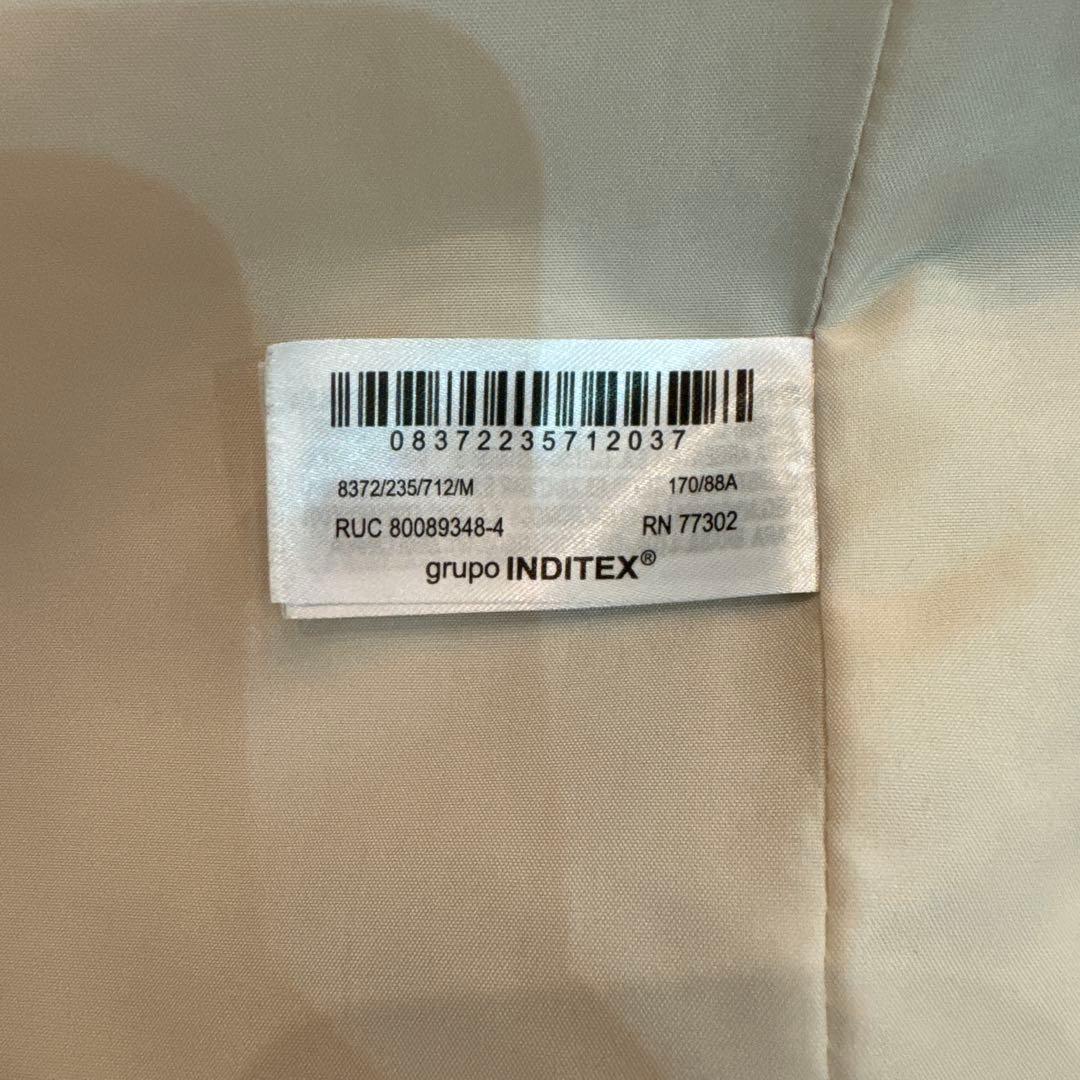 08372235712037
8372/235/712/M 170/88A
RUC 80089348-4 RN 77302
grupo INDITEX®